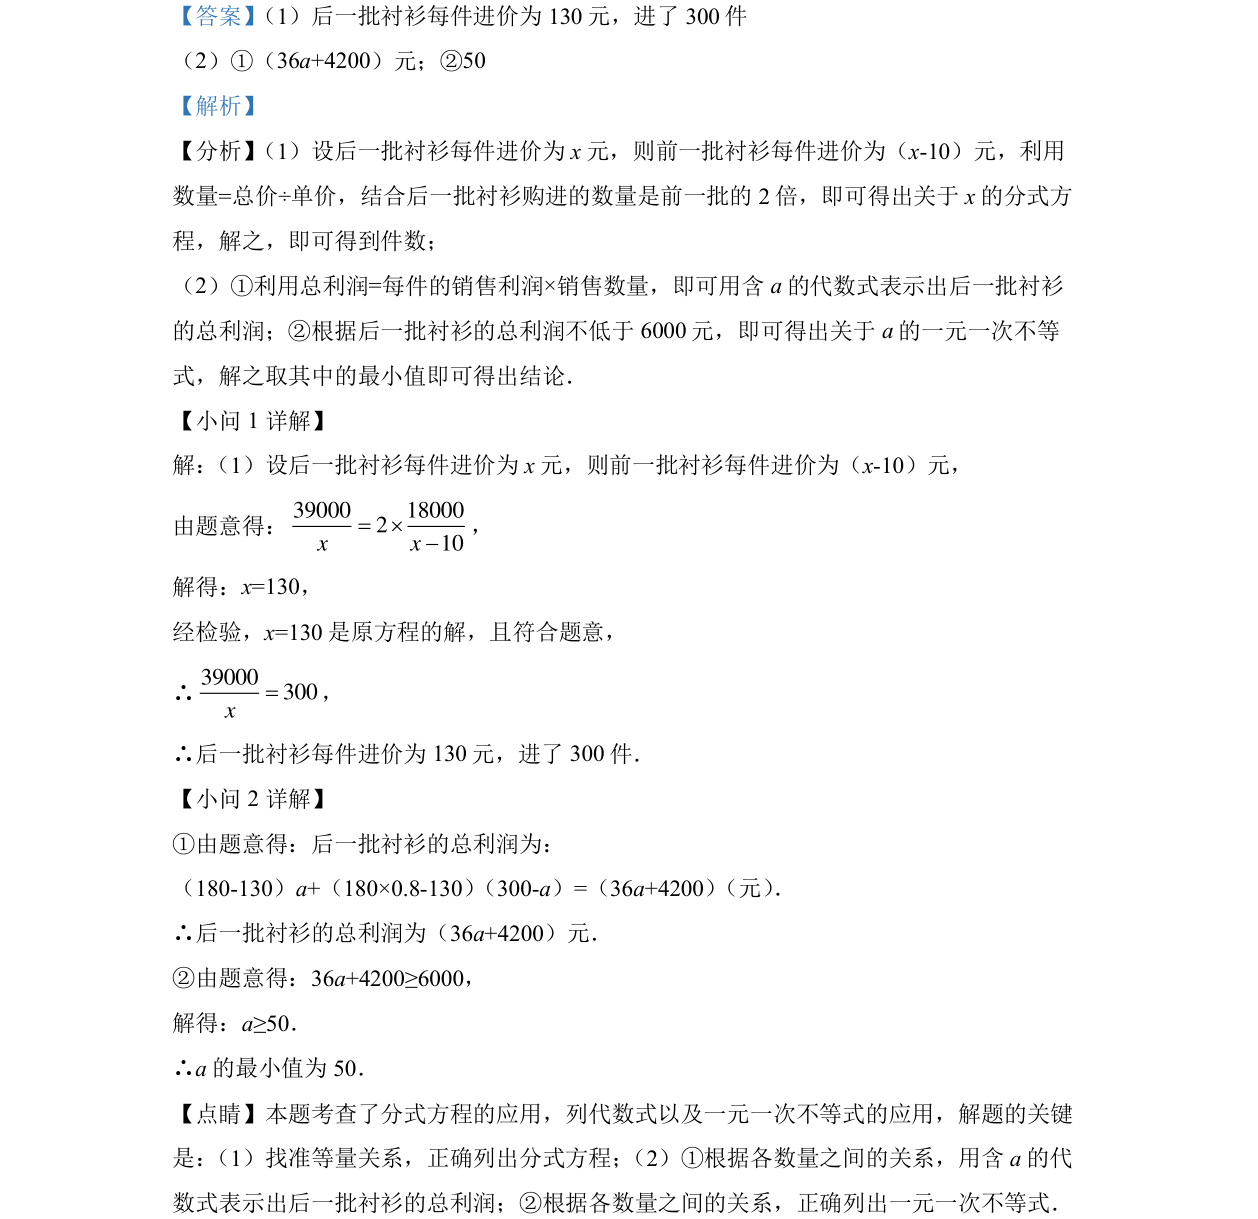 【答案】（1）后一批衬衫每件进价为 130 元，进了 300 件
（2）①（36a+4200）元；②50
【解析】
【分析】（1）设后一批衬衫每件进价为 x 元，则前一批衬衫每件进价为（x-10）元，利用
数量=总价÷单价，结合后一批衬衫购进的数量是前一批的 2 倍，即可得出关于 x 的分式方
程，解之，即可得到件数；
（2）①利用总利润=每件的销售利润×销售数量，即可用含 a 的代数式表示出后一批衬衫
的总利润；②根据后一批衬衫的总利润不低于 6000 元，即可得出关于 a 的一元一次不等
式，解之取其中的最小值即可得出结论．
【小问 1 详解】
解：（1）设后一批衬衫每件进价为 x 元，则前一批衬衫每件进价为（x-10）元，
由题意得：39000/x = 2×18000/(x−10)，
解得：x=130，
经检验，x=130 是原方程的解，且符合题意，
∴39000/x = 300，
∴后一批衬衫每件进价为 130 元，进了 300 件．
【小问 2 详解】
①由题意得：后一批衬衫的总利润为：
（180-130）a+（180×0.8-130）（300-a）=（36a+4200）（元）．
∴后一批衬衫的总利润为（36a+4200）元．
②由题意得：36a+4200≥6000，
解得：a≥50．
∴a 的最小值为 50．
【点睛】本题考查了分式方程的应用，列代数式以及一元一次不等式的应用，解题的关键
是：（1）找准等量关系，正确列出分式方程；（2）①根据各数量之间的关系，用含 a 的代
数式表示出后一批衬衫的总利润；②根据各数量之间的关系，正确列出一元一次不等式．